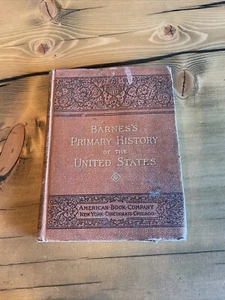 BARNES'S
PRIMARY HISTORY
OF THE
UNITED STATES
AMERICAN·BOOK·COMPANY
NEW YORK·CINCINNATI·CHICAGO